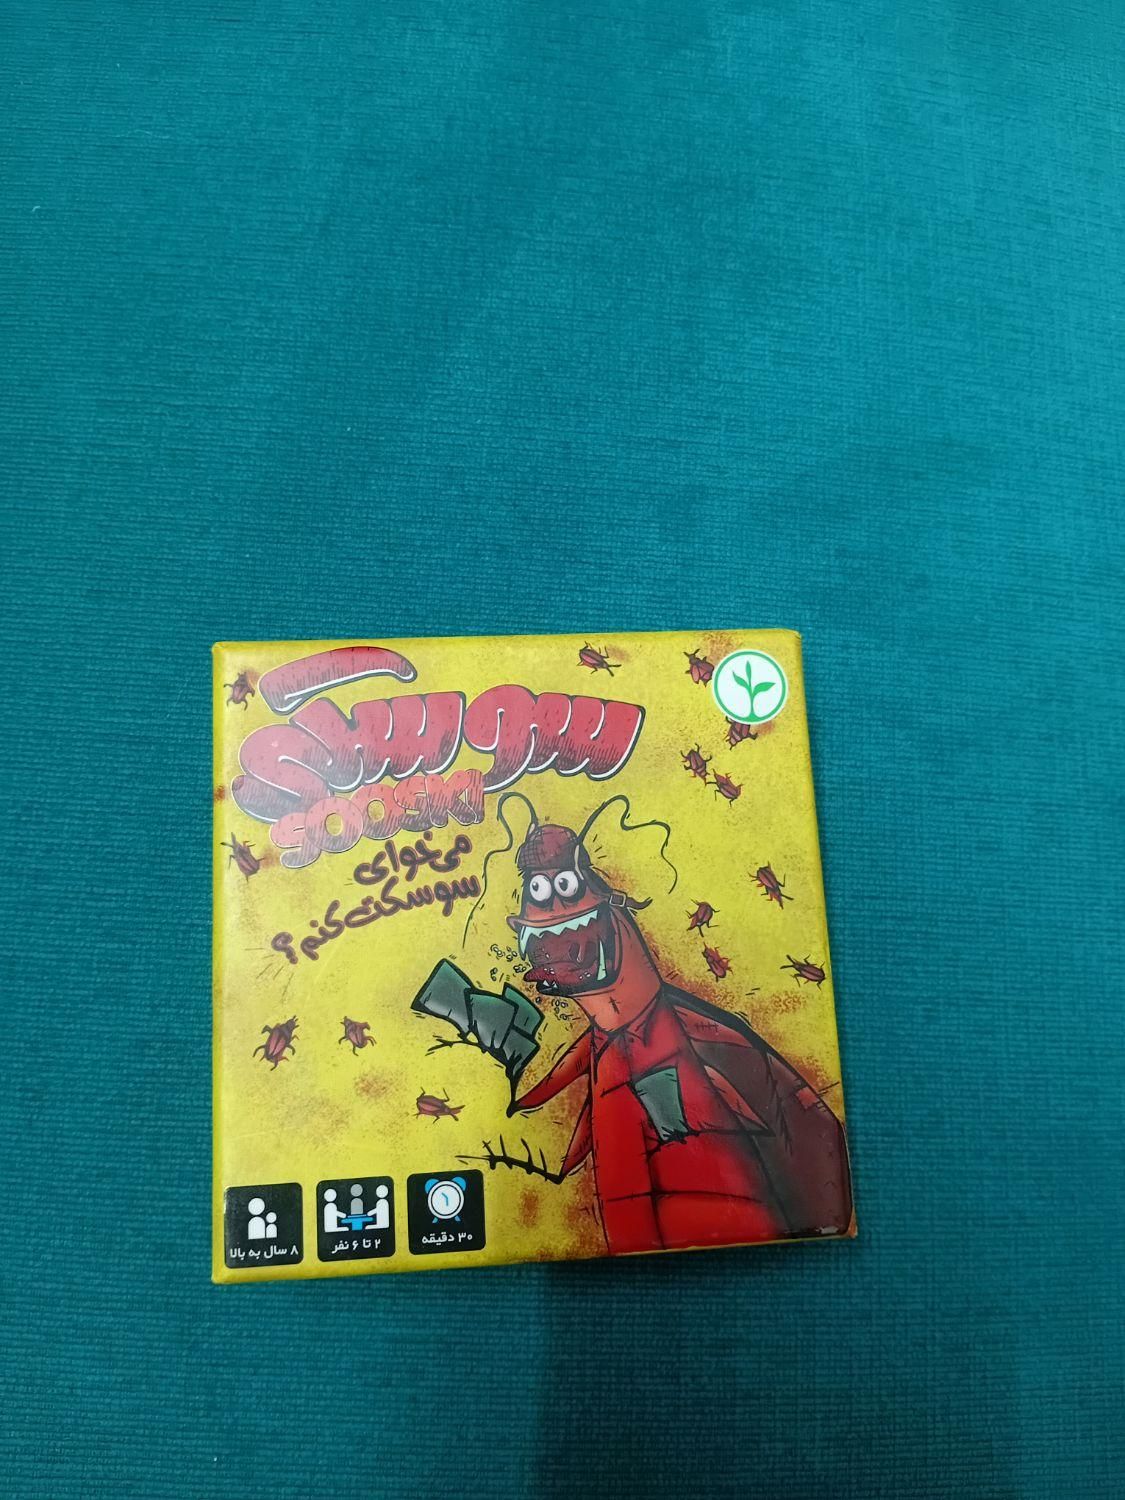 سوسکی
SOOSKI
می‌خوای
سوسکت کنم؟
۸ سال به بالا
۲ تا ۶ نفر
۳۰ دقیقه